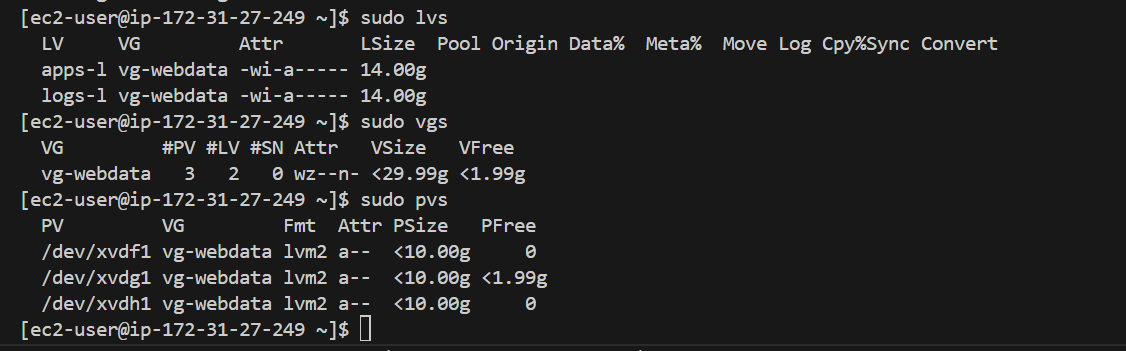 [ec2-user@ip-172-31-27-249 ~]$ sudo lvs
  LV     VG         Attr       LSize  Pool Origin Data%  Meta%  Move Log Cpy%Sync Convert
  apps-l vg-webdata -wi-a----- 14.00g
  logs-l vg-webdata -wi-a----- 14.00g
[ec2-user@ip-172-31-27-249 ~]$ sudo vgs
  VG         #PV #LV #SN Attr   VSize   VFree
  vg-webdata   3   2   0 wz--n- <29.99g <1.99g
[ec2-user@ip-172-31-27-249 ~]$ sudo pvs
  PV         VG         Fmt  Attr PSize   PFree
  /dev/xvdf1 vg-webdata lvm2 a--  <10.00g     0
  /dev/xvdg1 vg-webdata lvm2 a--  <10.00g <1.99g
  /dev/xvdh1 vg-webdata lvm2 a--  <10.00g     0
[ec2-user@ip-172-31-27-249 ~]$